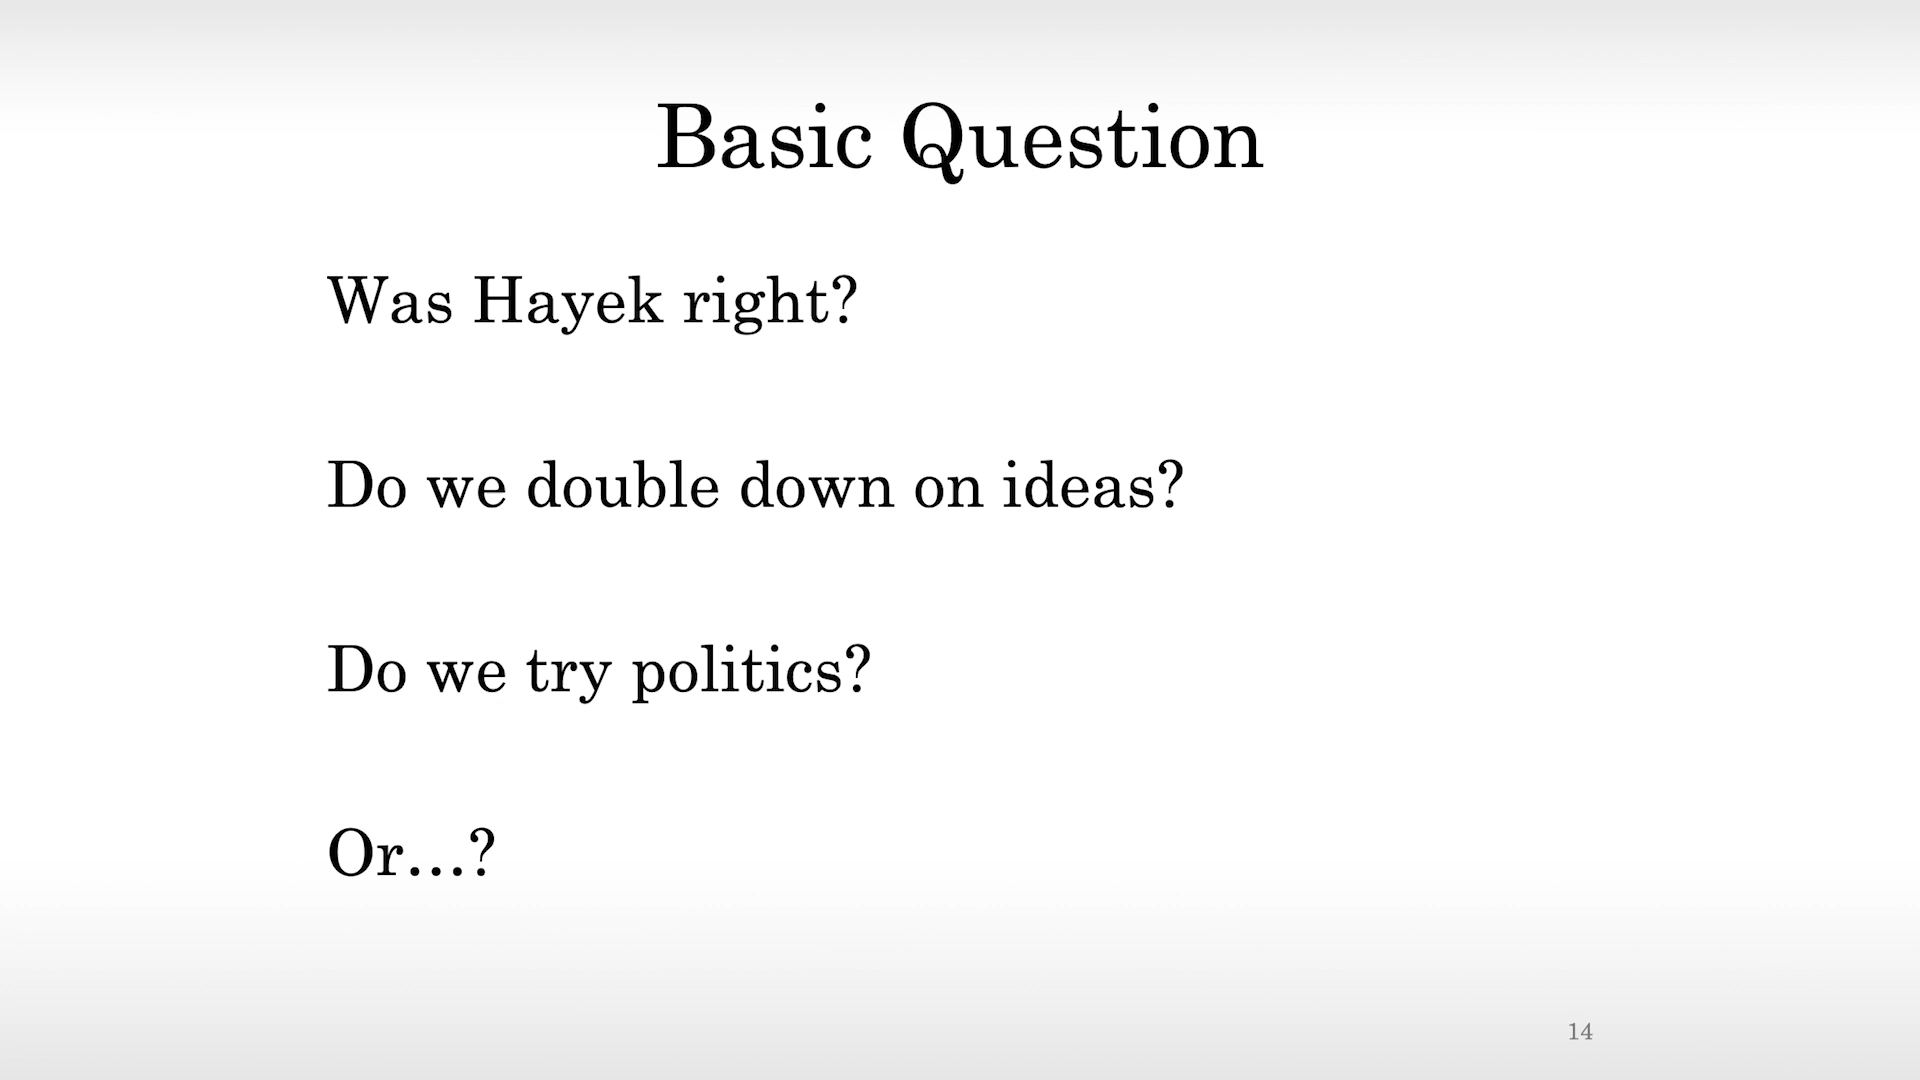 Basic Question
Was Hayek right?
Do we double down on ideas?
Do we try politics?
Or…?
14